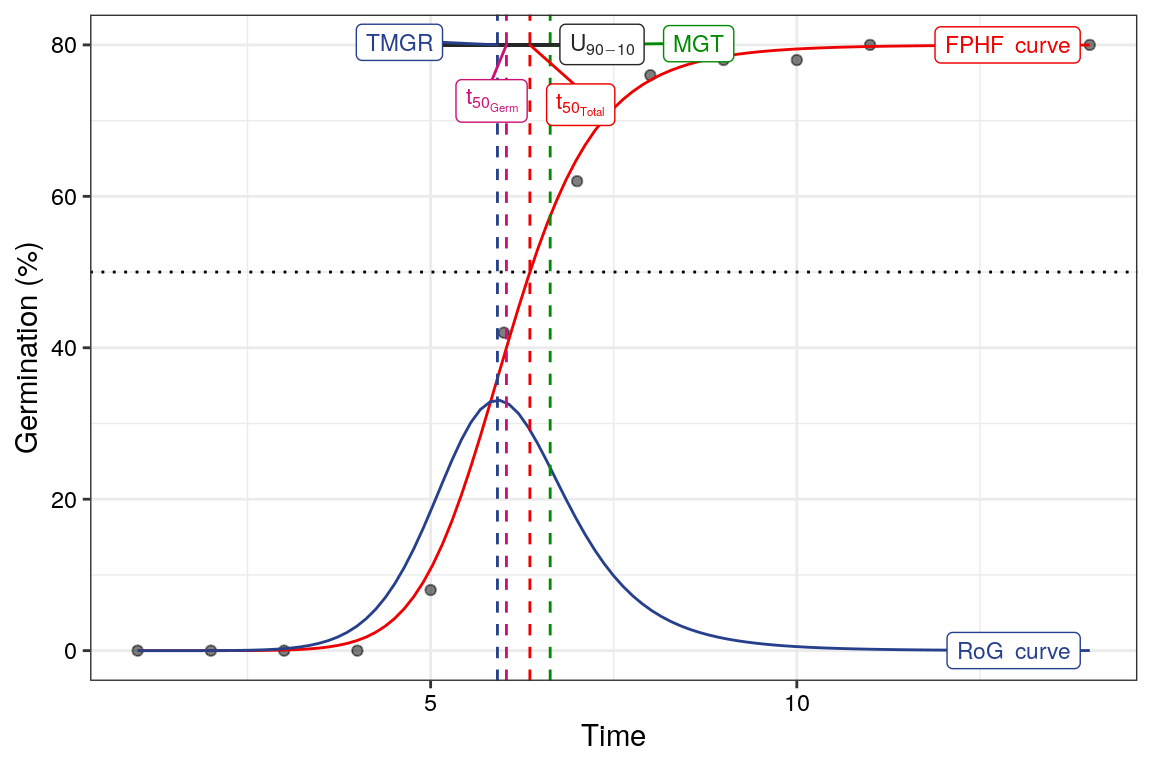 TMGR
U90−10
MGT
FPHF curve
t50Germ
t50Total
80
60
40
20
0
Germination (%)
RoG curve
5
10
Time